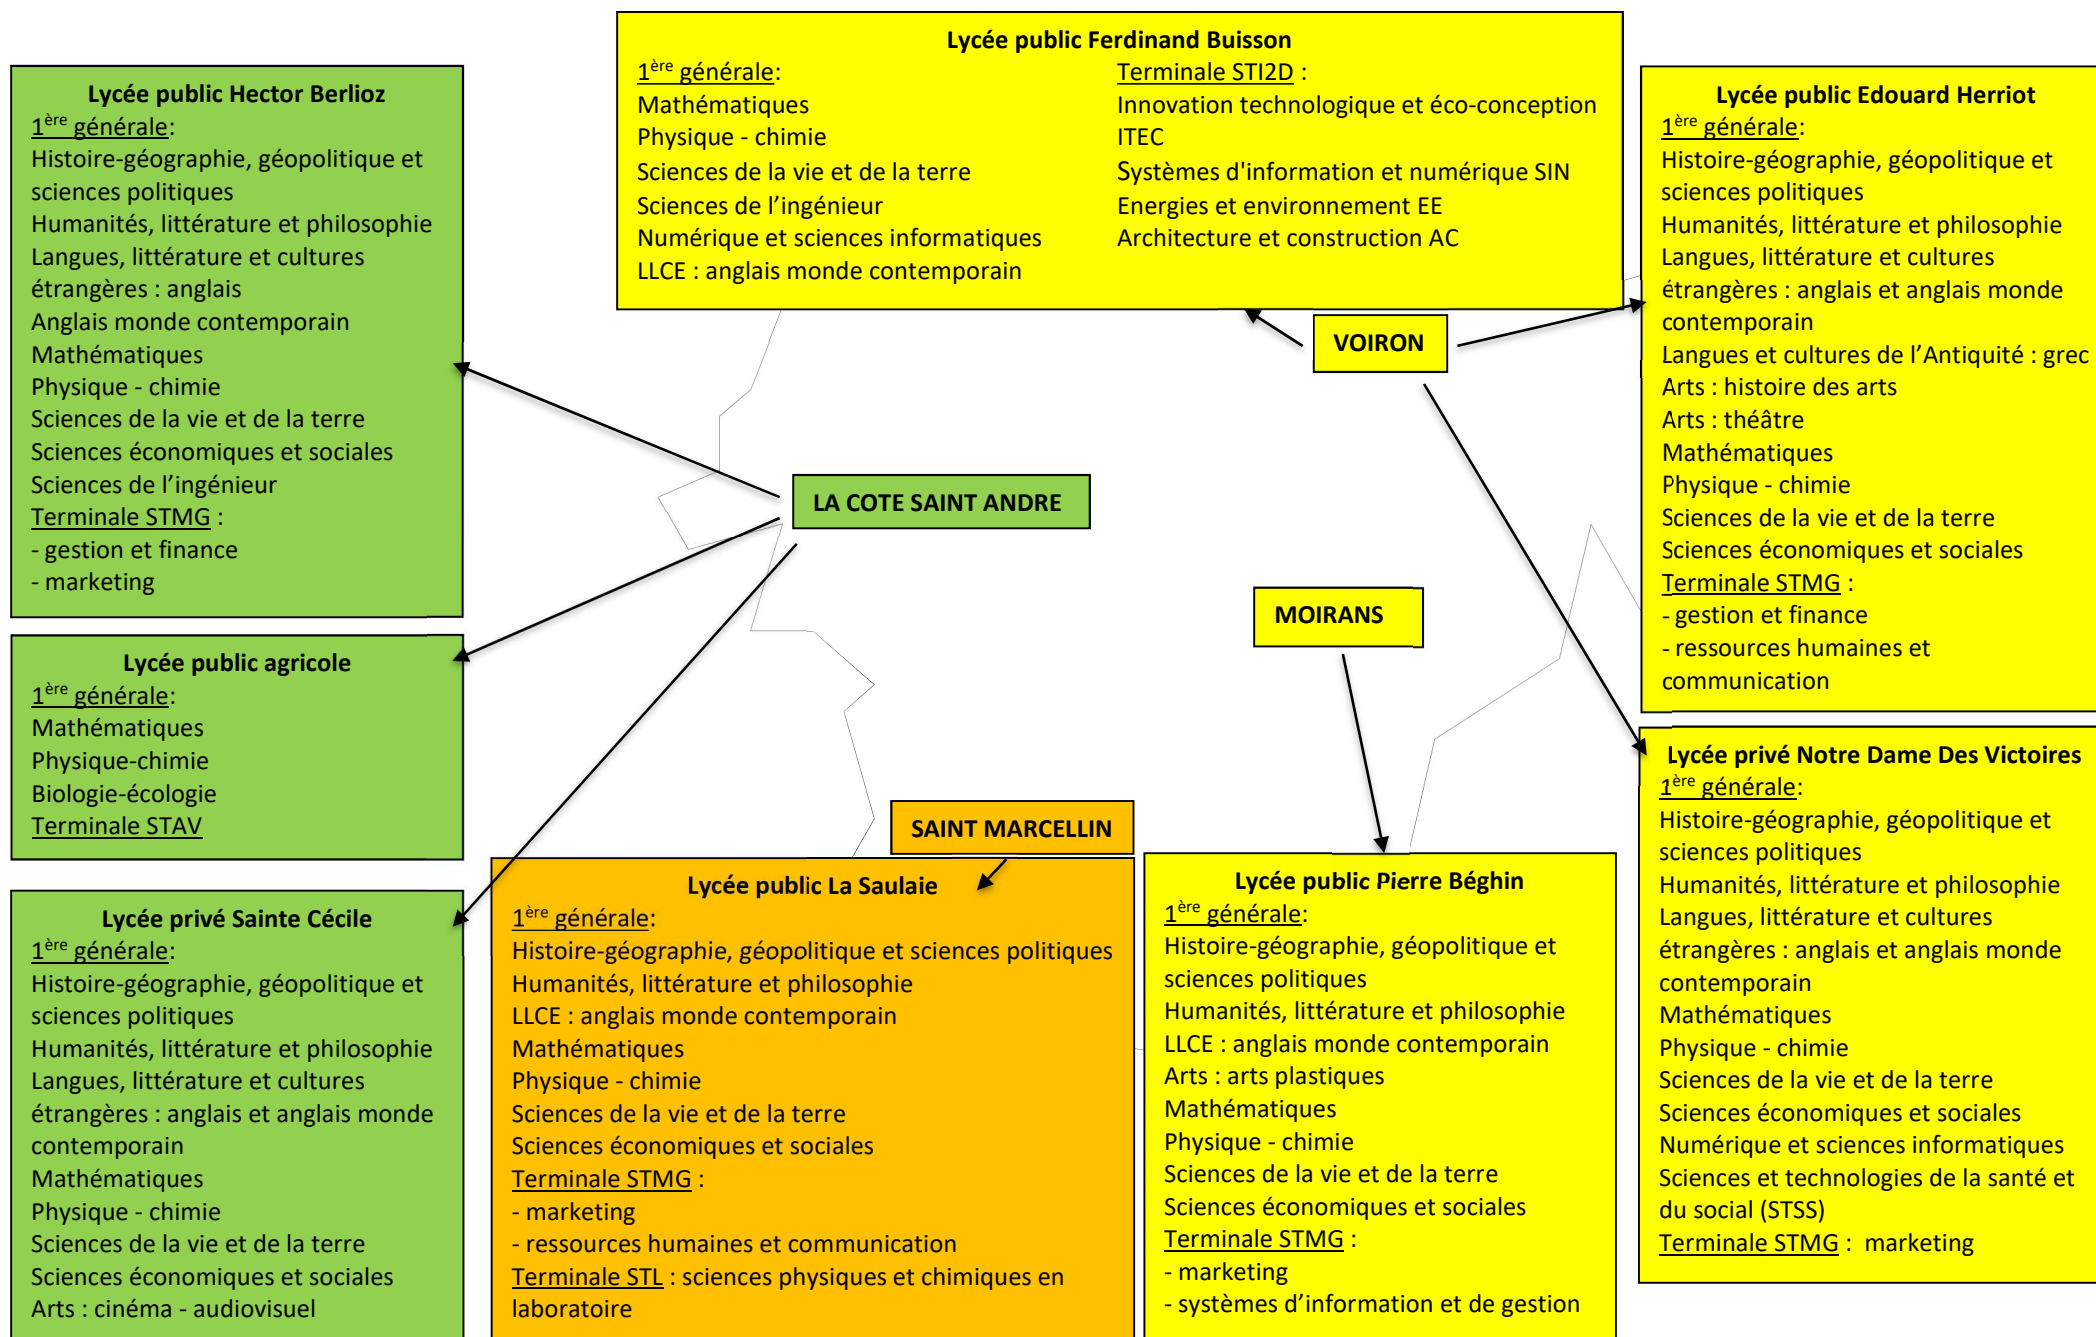 Lycée public Ferdinand Buisson
1ère générale:
Mathématiques
Physique - chimie
Sciences de la vie et de la terre
Sciences de l’ingénieur
Numérique et sciences informatiques
LLCE : anglais monde contemporain
Terminale STI2D :
Innovation technologique et éco-conception
ITEC
Systèmes d'information et numérique SIN
Energies et environnement EE
Architecture et construction AC
Lycée public Hector Berlioz
1ère générale:
Histoire-géographie, géopolitique et
sciences politiques
Humanités, littérature et philosophie
Langues, littérature et cultures
étrangères : anglais
Anglais monde contemporain
Mathématiques
Physique - chimie
Sciences de la vie et de la terre
Sciences économiques et sociales
Sciences de l’ingénieur
Terminale STMG :
- gestion et finance
- marketing
Lycée public Edouard Herriot
1ère générale:
Histoire-géographie, géopolitique et
sciences politiques
Humanités, littérature et philosophie
Langues, littérature et cultures
étrangères : anglais et anglais monde
contemporain
Langues et cultures de l’Antiquité : grec
Arts : histoire des arts
Arts : théâtre
Mathématiques
Physique - chimie
Sciences de la vie et de la terre
Sciences économiques et sociales
Terminale STMG :
- gestion et finance
- ressources humaines et
communication
VOIRON
LA COTE SAINT ANDRE
MOIRANS
Lycée public agricole
1ère générale:
Mathématiques
Physique-chimie
Biologie-écologie
Terminale STAV
SAINT MARCELLIN
Lycée privé Sainte Cécile
1ère générale:
Histoire-géographie, géopolitique et
sciences politiques
Humanités, littérature et philosophie
Langues, littérature et cultures
étrangères : anglais et anglais monde
contemporain
Mathématiques
Physique - chimie
Sciences de la vie et de la terre
Sciences économiques et sociales
Arts : cinéma - audiovisuel
Lycée public La Saulaie
1ère générale:
Histoire-géographie, géopolitique et sciences politiques
Humanités, littérature et philosophie
LLCE : anglais monde contemporain
Mathématiques
Physique - chimie
Sciences de la vie et de la terre
Sciences économiques et sociales
Terminale STMG :
- marketing
- ressources humaines et communication
Terminale STL : sciences physiques et chimiques en
laboratoire
Lycée public Pierre Béghin
1ère générale:
Histoire-géographie, géopolitique et
sciences politiques
Humanités, littérature et philosophie
LLCE : anglais monde contemporain
Arts : arts plastiques
Mathématiques
Physique - chimie
Sciences de la vie et de la terre
Sciences économiques et sociales
Terminale STMG :
- marketing
- systèmes d’information et de gestion
Lycée privé Notre Dame Des Victoires
1ère générale:
Histoire-géographie, géopolitique et
sciences politiques
Humanités, littérature et philosophie
Langues, littérature et cultures
étrangères : anglais et anglais monde
contemporain
Mathématiques
Physique - chimie
Sciences de la vie et de la terre
Sciences économiques et sociales
Numérique et sciences informatiques
Sciences et technologies de la santé et
du social (STSS)
Terminale STMG : marketing